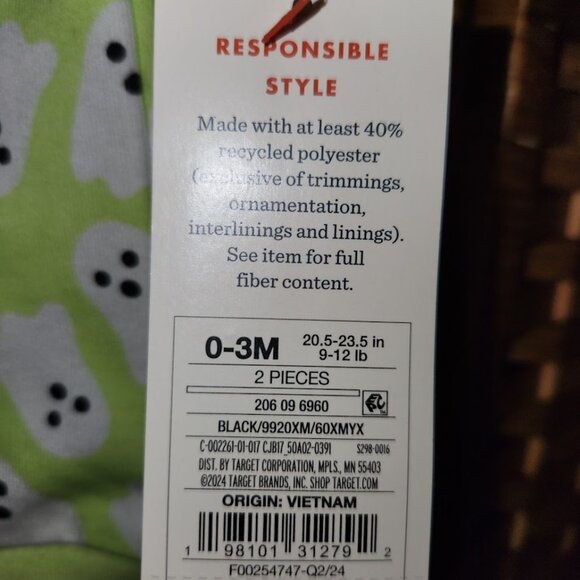 RESPONSIBLE
STYLE
Made with at least 40%
recycled polyester
(exclusive of trimmings,
ornamentation,
interlinings and linings).
See item for full
fiber content.
0-3M 20.5-23.5 in
9-12 lb
2 PIECES
206 09 6960
BLACK/9920XM/60XMYX
C-002261-01-017 CJB17_50A02-0391 S298-0016
DIST. BY TARGET CORPORATION, MPLS., MN 55403
©2024 TARGET BRANDS, INC. SHOP TARGET.COM
ORIGIN: VIETNAM
1 98101 31279 2
F00254747-Q2/24